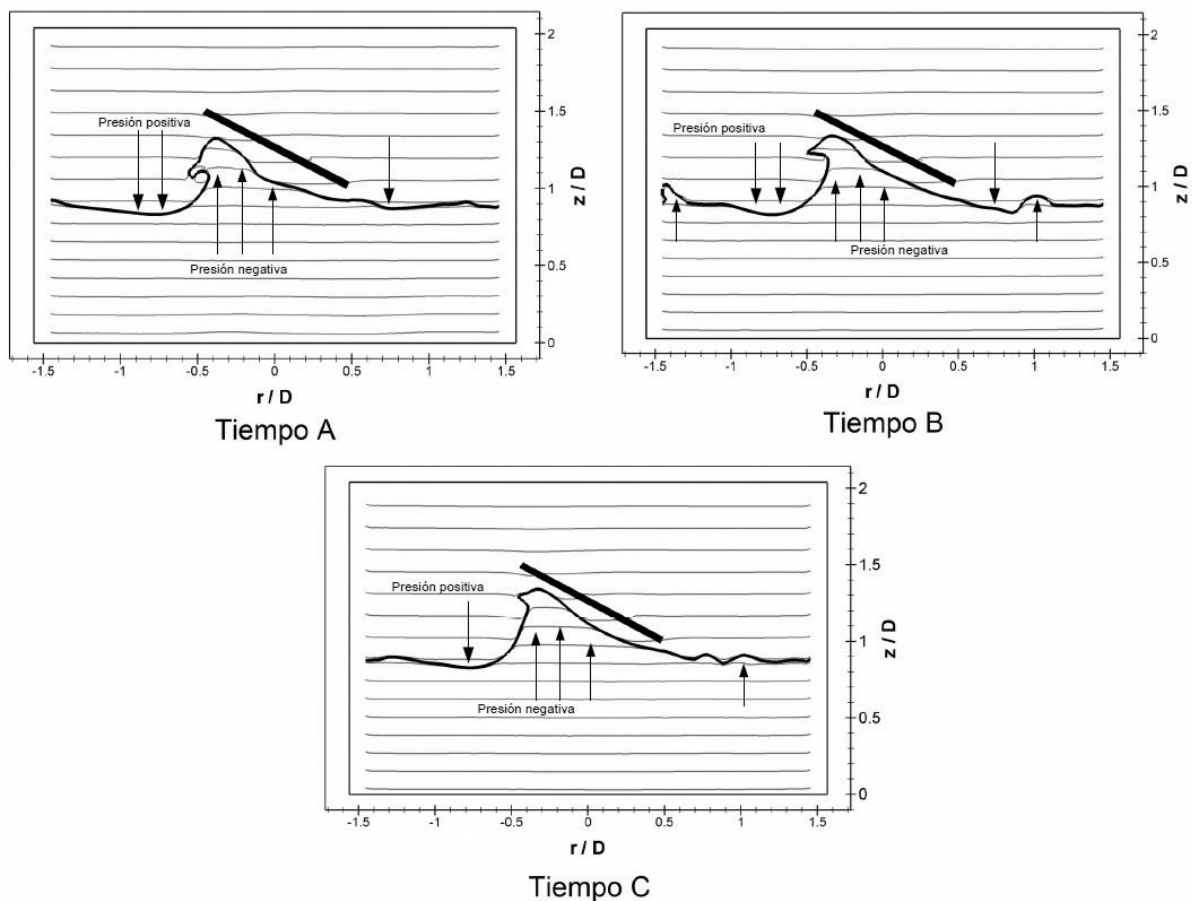 Presión positiva
Presión negativa
2
1.5
1
0.5
0
z / D
-1.5 -1 -0.5 0 0.5 1 1.5
r / D
Tiempo A
Presión positiva
Presión negativa
2
1.5
1
0.5
0
z / D
-1.5 -1 -0.5 0 0.5 1 1.5
r / D
Tiempo B
Presión positiva
Presión negativa
2
1.5
1
0.5
0
z / D
-1.5 -1 -0.5 0 0.5 1 1.5
r / D
Tiempo C